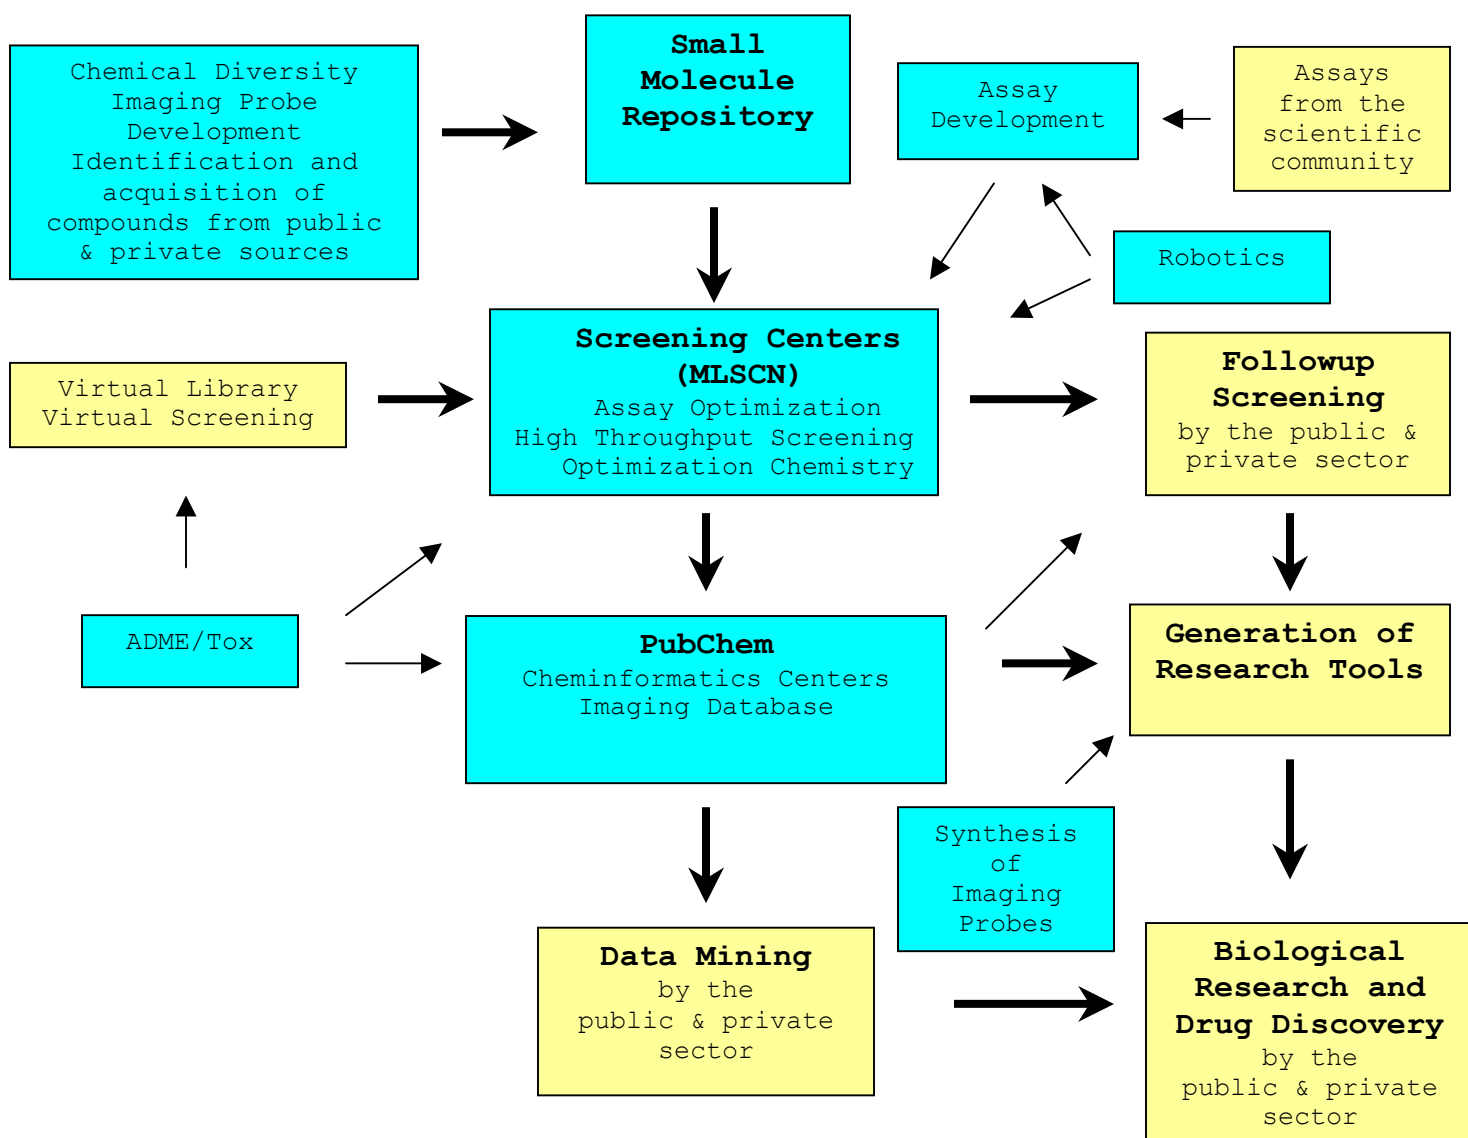 Chemical Diversity
Imaging Probe
Development
Identification and
acquisition of
compounds from public
& private sources
Small
Molecule
Repository
Assay
Development
Assays
from the
scientific
community
Robotics
Virtual Library
Virtual Screening
Screening Centers
(MLSCN)
Assay Optimization
High Throughput Screening
Optimization Chemistry
Followup
Screening
by the public &
private sector
ADME/Tox
PubChem
Cheminformatics Centers
Imaging Database
Generation of
Research Tools
Synthesis
of
Imaging
Probes
Data Mining
by the
public & private
sector
Biological
Research and
Drug Discovery
by the
public & private
sector